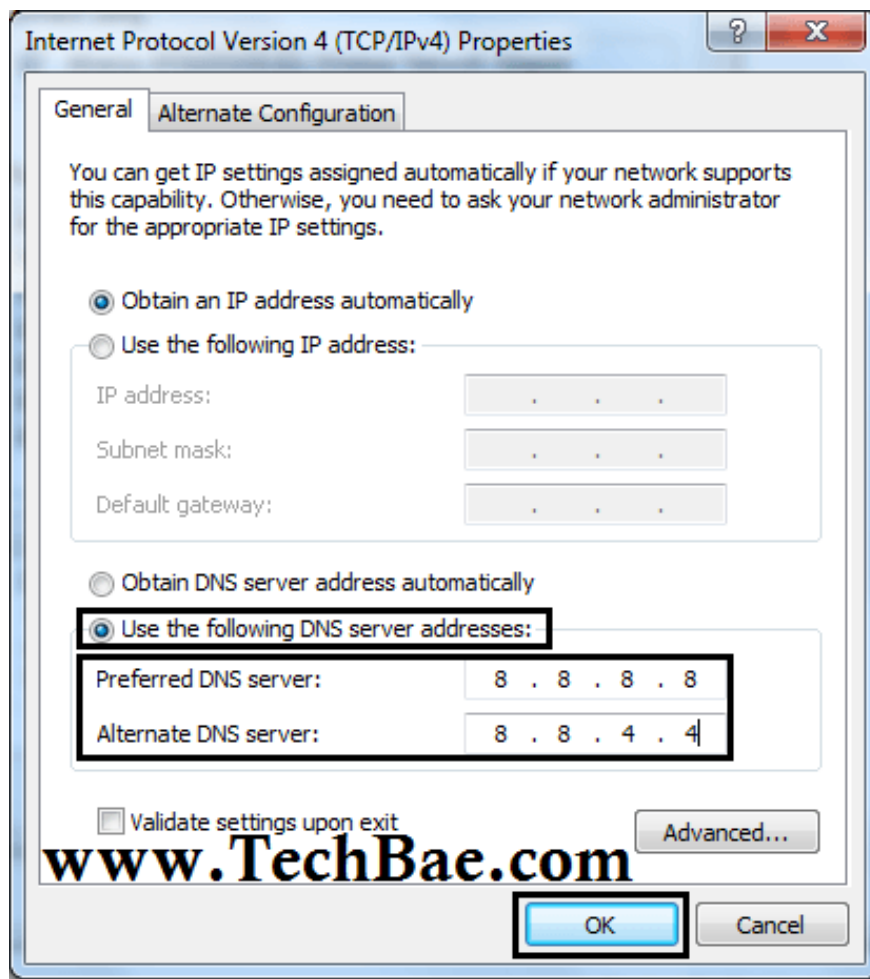 Internet Protocol Version 4 (TCP/IPv4) Properties
General
Alternate Configuration
You can get IP settings assigned automatically if your network supports
this capability. Otherwise, you need to ask your network administrator
for the appropriate IP settings.
Obtain an IP address automatically
Use the following IP address:
IP address: . . .
Subnet mask: . . .
Default gateway: . . .
Obtain DNS server address automatically
Use the following DNS server addresses:
Preferred DNS server: 8 . 8 . 8 . 8
Alternate DNS server: 8 . 8 . 4 . 4
Validate settings upon exit
Advanced...
www.TechBae.com
OK
Cancel